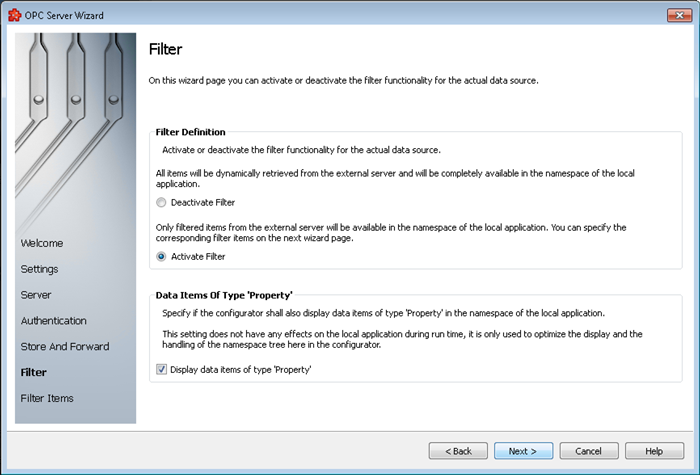 OPC Server Wizard
Filter
On this wizard page you can activate or deactivate the filter functionality for the actual data source.
Filter Definition
Activate or deactivate the filter functionality for the actual data source.
All items will be dynamically retrieved from the external server and will be completely available in the namespace of the local
application.
Deactivate Filter
Only filtered items from the external server will be available in the namespace of the local application. You can specify the
corresponding filter items on the next wizard page.
Activate Filter
Data Items Of Type 'Property'
Specify if the configurator shall also display data items of type 'Property' in the namespace of the local application.
This setting does not have any effects on the local application during run time, it is only used to optimize the display and the
handling of the namespace tree here in the configurator.
Display data items of type 'Property'
Welcome
Settings
Server
Authentication
Store And Forward
Filter
Filter Items
< Back
Next >
Cancel
Help